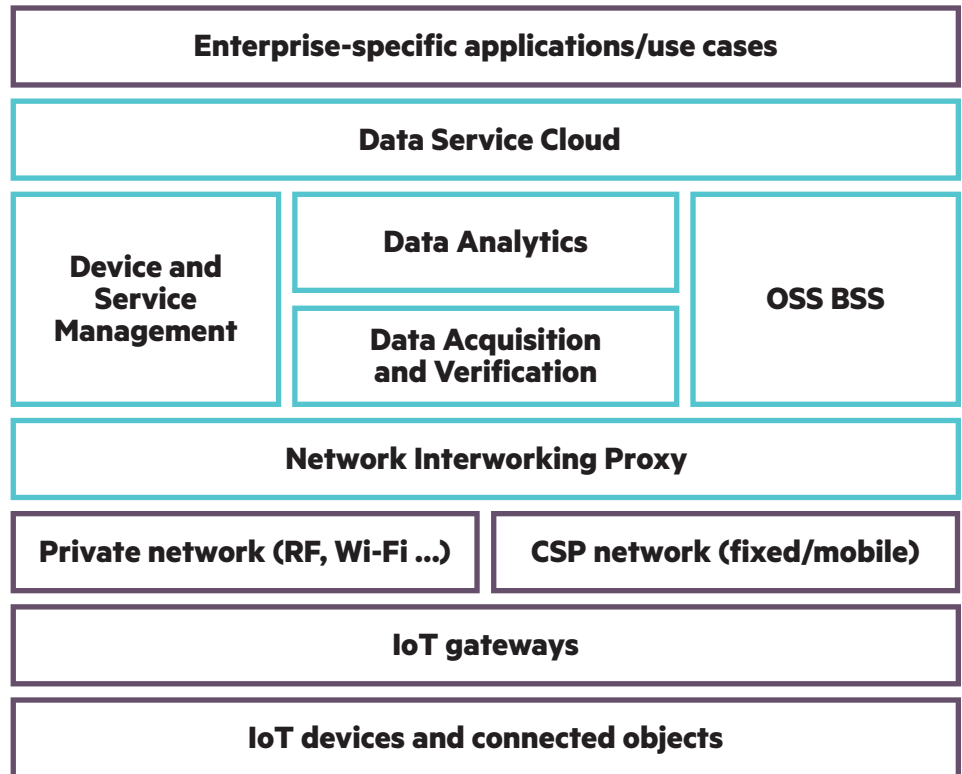 Enterprise-specific applications/use cases
Data Service Cloud
Device and
Service
Management
Data Analytics
Data Acquisition
and Verification
OSS BSS
Network Interworking Proxy
Private network (RF, Wi-Fi ...)
CSP network (fixed/mobile)
IoT gateways
IoT devices and connected objects